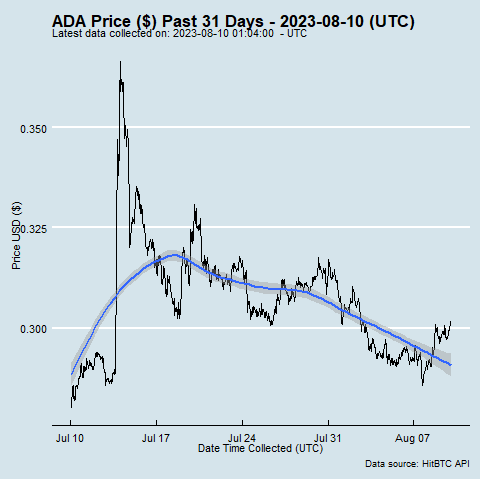 ADA Price ($) Past 31 Days - 2023-08-10 (UTC)
Latest data collected on: 2023-08-10 01:04:00  - UTC
0.350
0.325
0.300
Price USD ($)
Jul 10
Jul 17
Jul 24
Jul 31
Aug 07
Date Time Collected (UTC)
Data source: HitBTC API